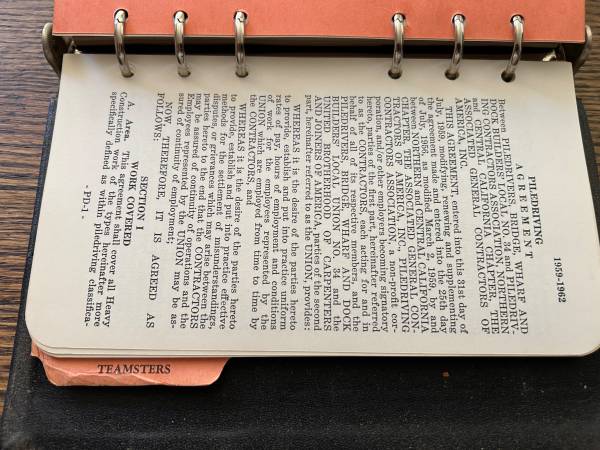 1959-1962
PILEDRIVING
AGREEMENT
Between PILEDRIVERS, BRIDGE, WHARF AND
DOCK BUILDERS' LOCAL UNION 34 and PILEDRIV-
ING CONTRACTORS ASSOCIATION, NORTHERN
and CENTRAL CALIFORNIA CHAPTER, THE
ASSOCIATED GENERAL CONTRACTORS OF
AMERICA, INC.
THIS AGREEMENT, entered into this 31st day of
July, 1959, modifying, renewing and supplementing
the agreement made and entered into the 25th day
of July, 1956, as modified March 2, 1959, by and
between NORTHERN and CENTRAL CALIFORNIA
CHAPTER, THE ASSOCIATED GENERAL CON-
TRACTORS OF AMERICA, INC., PILEDRIVING
CONTRACTORS ASSOCIATION, a non-profit cor-
poration, and other employers becoming signatory
hereto, parties of the first part, hereinafter referred
to as the CONTRACTORS, each acting for and in
behalf of its respective members, and the
PILEDRIVERS, BRIDGE, WHARF AND DOCK
BUILDERS' LOCAL UNION NO. 34 of the
UNITED BROTHERHOOD OF CARPENTERS
AND JOINERS OF AMERICA, parties of the second
part, hereinafter referred to as the UNION, provides:
WHEREAS it is the desire of the parties hereto
to provide, establish and put into practice uniform
rates of pay, hours of employment and conditions
of work for the employees represented by the
UNION which are employed from time to time by
the CONTRACTORS, and
WHEREAS it is the desire of the parties hereto
to provide, establish and put into practice effective
methods for the settlement of misunderstandings,
disputes, or grievances which may arise between the
parties hereto to the end that the CONTRACTORS
may be assured of continuity of operations and the
Employees represented by the UNION may be as-
sured of continuity of employment;
NOW, THEREFORE, IT IS AGREED AS
FOLLOWS:
SECTION I
WORK COVERED
A. Area. This agreement shall cover all Heavy
Construction work of the types hereinafter more
specifically defined as within piledriving classifica-
-PD-1-
TEAMSTERS